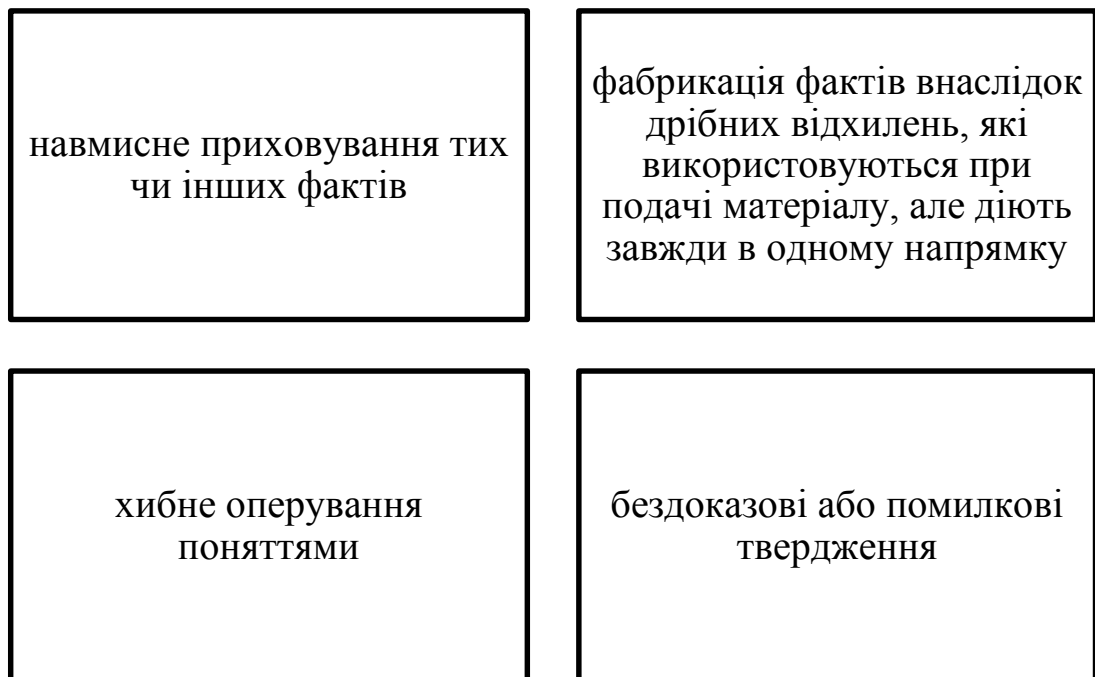 навмисне приховування тих
чи інших фактів
фабрикація фактів внаслідок
дрібних відхилень, які
використовуються при
подачі матеріалу, але діють
завжди в одному напрямку
хибне оперування
поняттями
бездоказові або помилкові
твердження